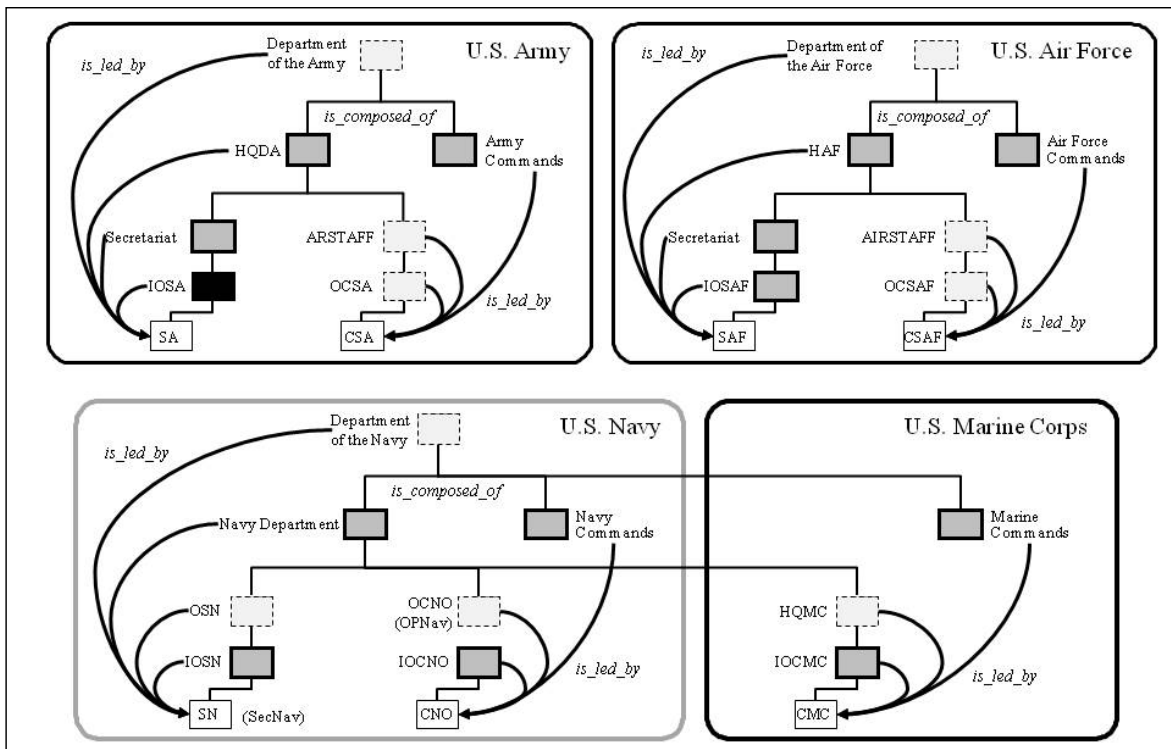 Department
of the Army
U.S. Army
is_led_by
is_composed_of
HQDA
Army
Commands
Secretariat
ARSTAFF
IOSA
OCSA
is_led_by
SA
CSA
Department of
the Air Force
U.S. Air Force
is_led_by
is_composed_of
HAF
Air Force
Commands
Secretariat
AIRSTAFF
IOSAF
OCSAF
is_led_by
SAF
CSAF
Department
of the Navy
U.S. Navy
is_led_by
is_composed_of
Navy Department
Navy
Commands
OSN
OCNO
(OPNav)
IOSN
IOCNO
is_led_by
SN
(SecNav)
CNO
U.S. Marine Corps
Marine
Commands
HQMC
IOCMC
is_led_by
CMC